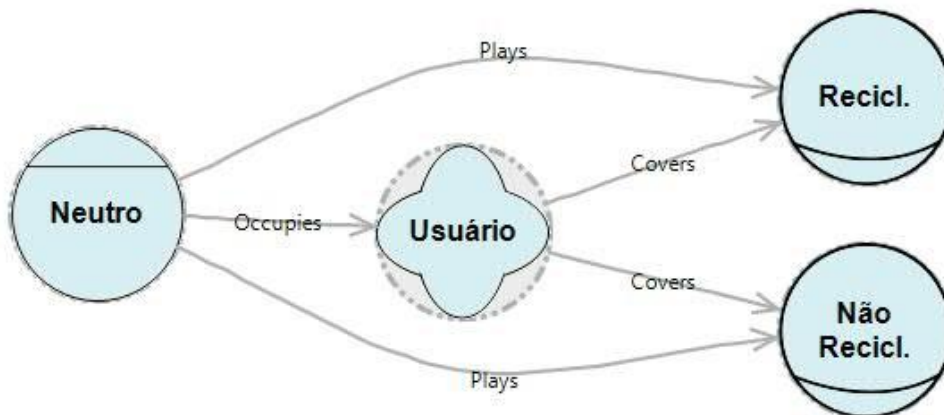 Plays
Recicl.
Covers
Neutro
Occupies
Usuário
Covers
Não
Recicl.
Plays